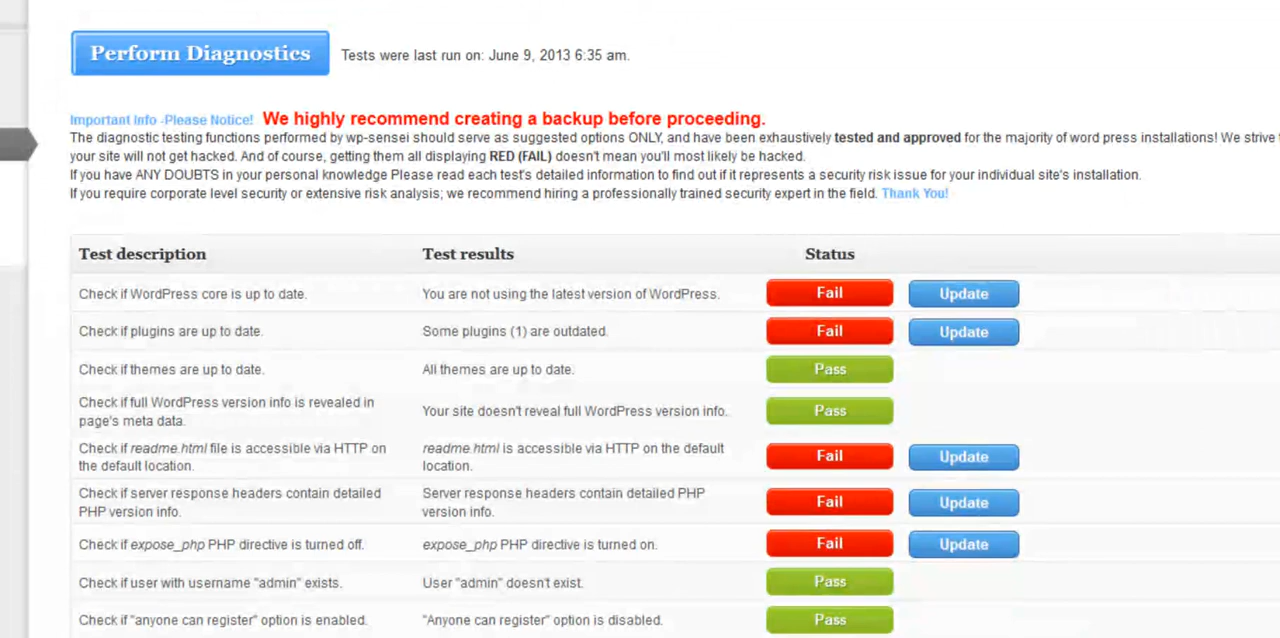 Perform Diagnostics Tests were last run on: June 9, 2013 6:35 am.
Important Info -Please Notice! We highly recommend creating a backup before proceeding.
The diagnostic testing functions performed by wp-sensei should serve as suggested options ONLY, and have been exhaustively tested and approved for the majority of word press installations! We strive
your site will not get hacked. And of course, getting them all displaying RED (FAIL) doesn't mean you'll most likely be hacked.
If you have ANY DOUBTS in your personal knowledge Please read each test's detailed information to find out if it represents a security risk issue for your individual site's installation.
If you require corporate level security or extensive risk analysis; we recommend hiring a professionally trained security expert in the field. Thank You!
Test description Test results Status
Check if WordPress core is up to date. You are not using the latest version of WordPress. Fail Update
Check if plugins are up to date. Some plugins (1) are outdated. Fail Update
Check if themes are up to date. All themes are up to date. Pass
Check if full WordPress version info is revealed in
page's meta data. Your site doesn't reveal full WordPress version info. Pass
Check if readme.html file is accessible via HTTP on
the default location. readme.html is accessible via HTTP on the default
location. Fail Update
Check if server response headers contain detailed
PHP version info. Server response headers contain detailed PHP
version info. Fail Update
Check if expose_php PHP directive is turned off. expose_php PHP directive is turned on. Fail Update
Check if user with username "admin" exists. User "admin" doesn't exist. Pass
Check if "anyone can register" option is enabled. "Anyone can register" option is disabled. Pass